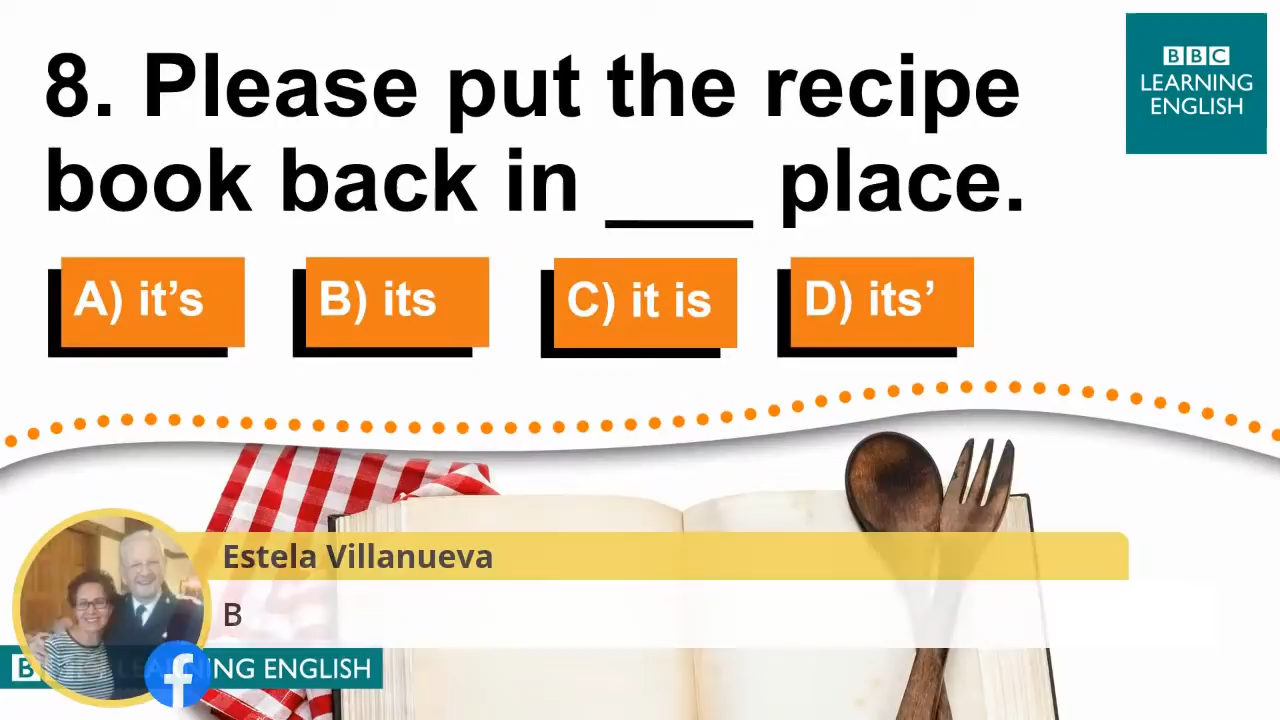 8. Please put the recipe
book back in ___ place.
BBC
LEARNING
ENGLISH
A) it’s
B) its
C) it is
D) its’
Estela Villanueva
B
NING ENGLISH